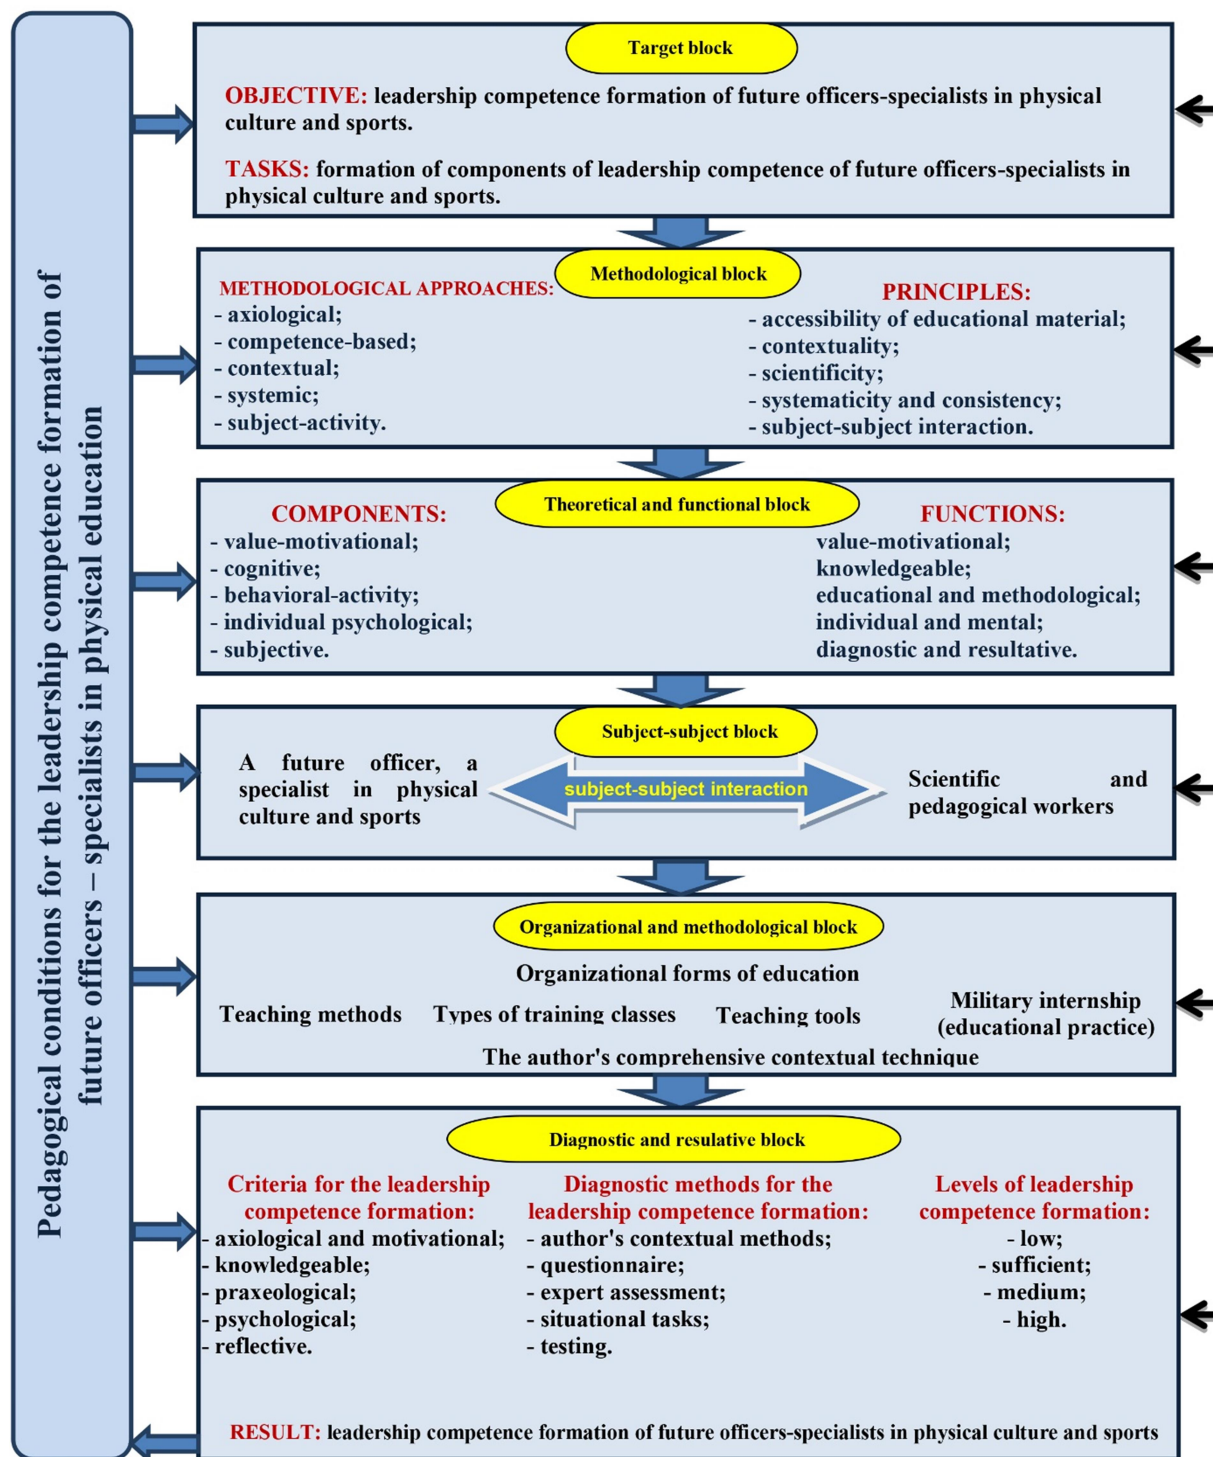 Pedagogical conditions for the leadership competence formation of
future officers – specialists in physical education
Target block
OBJECTIVE: leadership competence formation of future officers-specialists in physical
culture and sports.
TASKS: formation of components of leadership competence of future officers-specialists in
physical culture and sports.
Methodological block
METHODOLOGICAL APPROACHES:
- axiological;
- competence-based;
- contextual;
- systemic;
- subject-activity.
PRINCIPLES:
- accessibility of educational material;
- contextuality;
- scientificity;
- systematicity and consistency;
- subject-subject interaction.
Theoretical and functional block
COMPONENTS:
- value-motivational;
- cognitive;
- behavioral-activity;
- individual psychological;
- subjective.
FUNCTIONS:
value-motivational;
knowledgeable;
educational and methodological;
individual and mental;
diagnostic and resultative.
Subject-subject block
A future officer, a
specialist in physical
culture and sports
subject-subject interaction
Scientific and
pedagogical workers
Organizational and methodological block
Organizational forms of education
Teaching methods
Types of training classes
Teaching tools
Military internship
(educational practice)
The author's comprehensive contextual technique
Diagnostic and resulative block
Criteria for the leadership
competence formation:
- axiological and motivational;
- knowledgeable;
- praxeological;
- psychological;
- reflective.
Diagnostic methods for the
leadership competence formation:
- author's contextual methods;
- questionnaire;
- expert assessment;
- situational tasks;
- testing.
Levels of leadership
competence formation:
- low;
- sufficient;
- medium;
- high.
RESULT: leadership competence formation of future officers-specialists in physical culture and sports